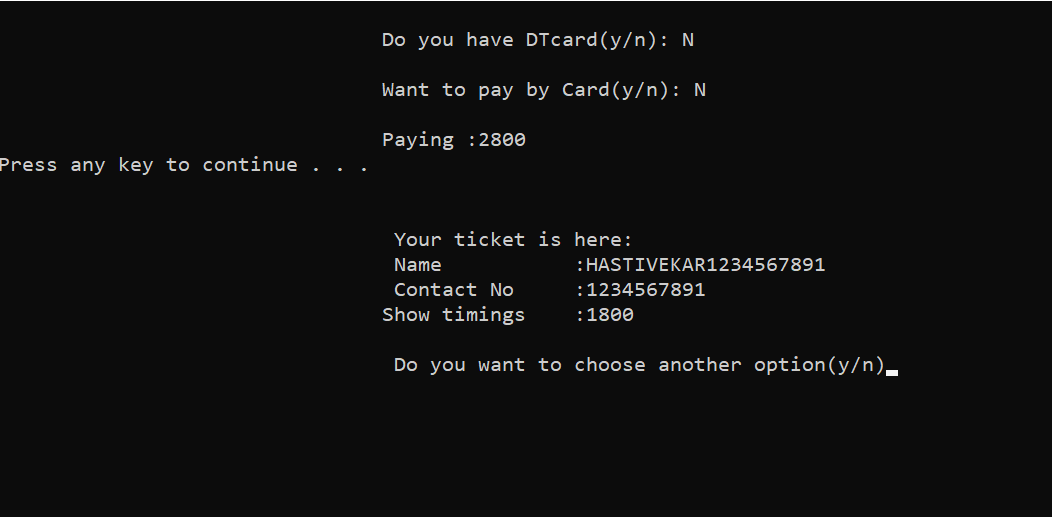 Do you have DTcard(y/n): N
Want to pay by Card(y/n): N
Paying :2800
Press any key to continue . . .
Your ticket is here:
Name :HASTIVEKAR1234567891
Contact No :1234567891
Show timings :1800
Do you want to choose another option(y/n)